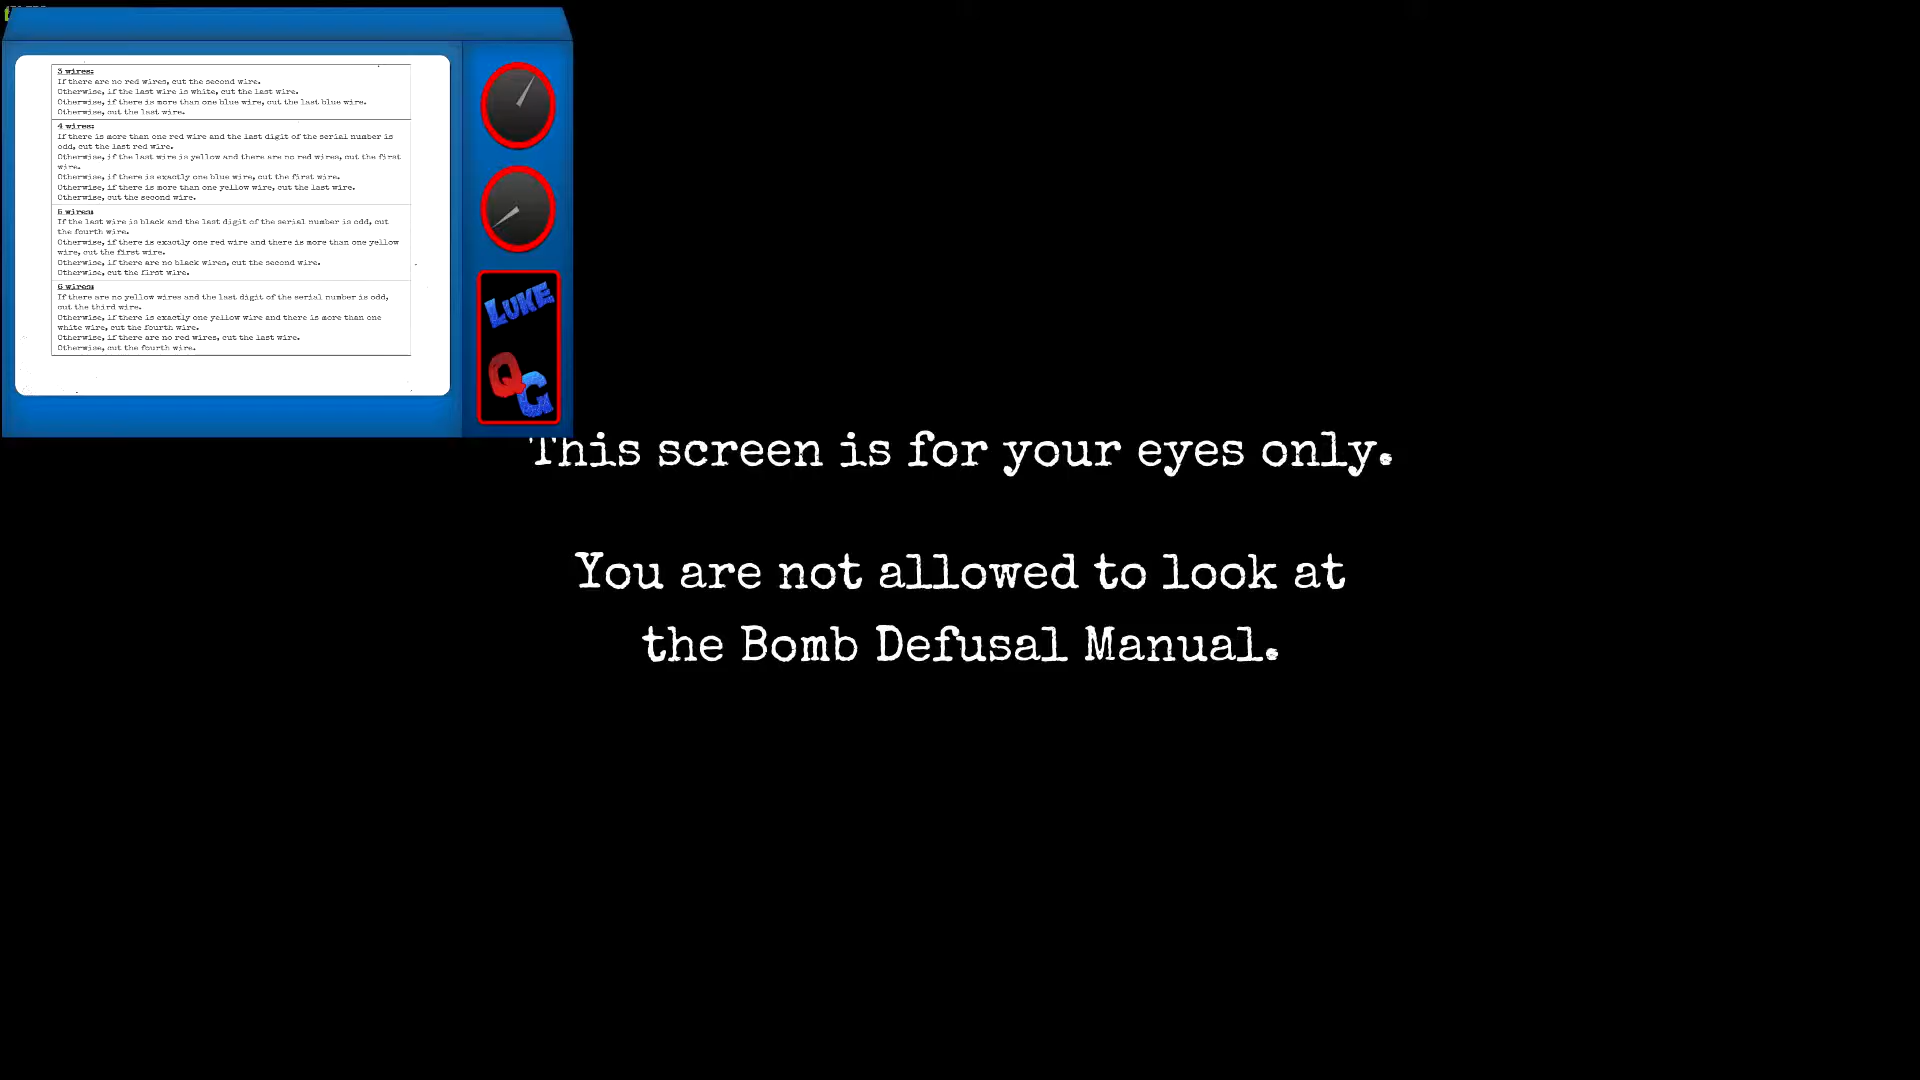 3 wires:
If there are no red wires, cut the second wire.
Otherwise, if the last wire is white, cut the last wire.
Otherwise, if there is more than one blue wire, cut the last blue wire.
Otherwise, cut the last wire.
4 wires:
If there is more than one red wire and the last digit of the serial number is
odd, cut the last red wire.
Otherwise, if the last wire is yellow and there are no red wires, cut the first
wire.
Otherwise, if there is exactly one blue wire, cut the first wire.
Otherwise, if there is more than one yellow wire, cut the last wire.
Otherwise, cut the second wire.
5 wires:
If the last wire is black and the last digit of the serial number is odd, cut
the fourth wire.
Otherwise, if there is exactly one red wire and there is more than one yellow
wire, cut the first wire.
Otherwise, if there are no black wires, cut the second wire.
Otherwise, cut the first wire.
6 wires:
If there are no yellow wires and the last digit of the serial number is odd,
cut the third wire.
Otherwise, if there is exactly one yellow wire and there is more than one
white wire, cut the fourth wire.
Otherwise, if there are no red wires, cut the last wire.
Otherwise, cut the fourth wire.
LUKE
QG
This screen is for your eyes only.
You are not allowed to look at
the Bomb Defusal Manual.